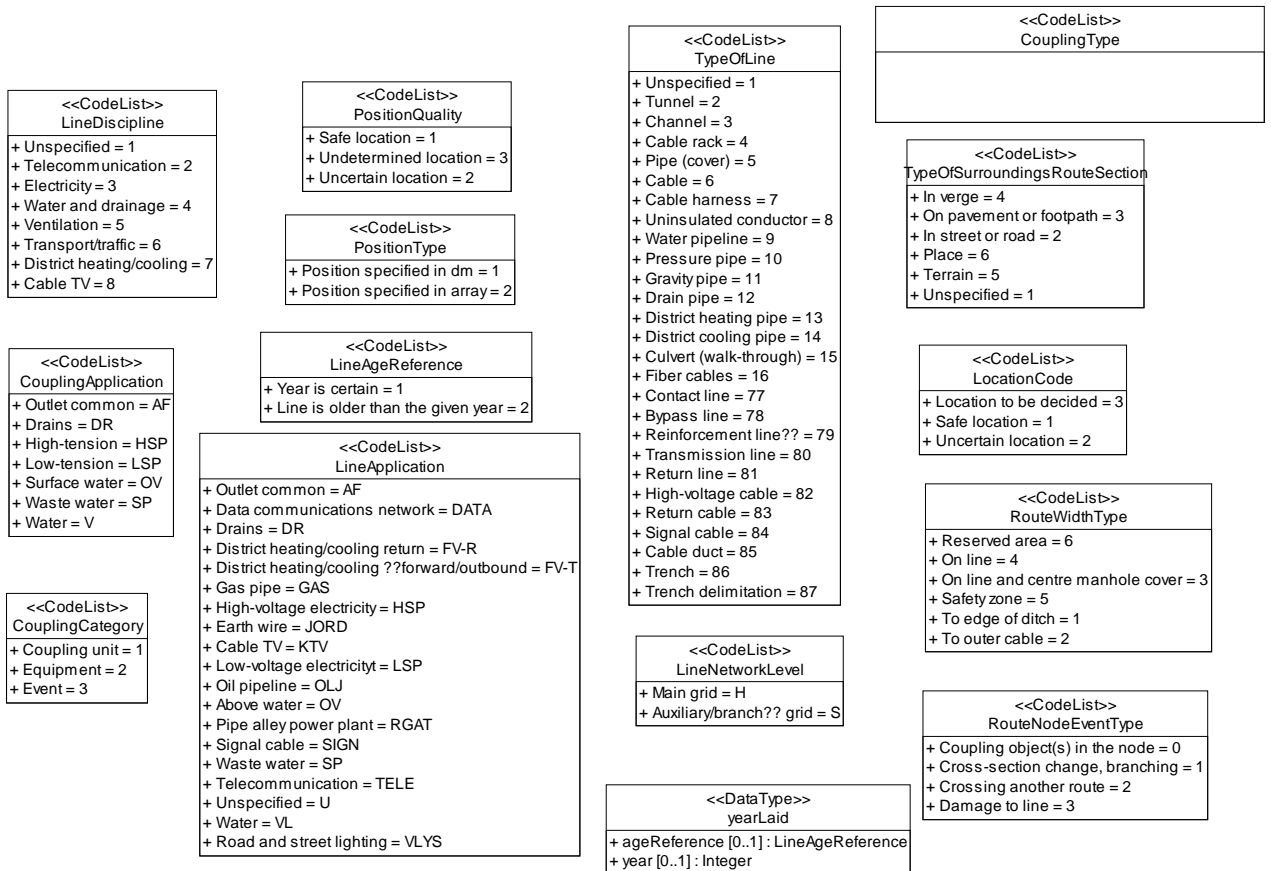 <<CodeList>>
LineDiscipline
+ Unspecified = 1
+ Telecommunication = 2
+ Electricity = 3
+ Water and drainage = 4
+ Ventilation = 5
+ Transport/traffic = 6
+ District heating/cooling = 7
+ Cable TV = 8
<<CodeList>>
CouplingApplication
+ Outlet common = AF
+ Drains = DR
+ High-tension = HSP
+ Low-tension = LSP
+ Surface water = OV
+ Waste water = SP
+ Water = V
<<CodeList>>
CouplingCategory
+ Coupling unit = 1
+ Equipment = 2
+ Event = 3
<<CodeList>>
PositionQuality
+ Safe location = 1
+ Undetermined location = 3
+ Uncertain location = 2
<<CodeList>>
PositionType
+ Position specified in dm = 1
+ Position specified in array = 2
<<CodeList>>
LineAgeReference
+ Year is certain = 1
+ Line is older than the given year = 2
<<CodeList>>
LineApplication
+ Outlet common = AF
+ Data communications network = DATA
+ Drains = DR
+ District heating/cooling return = FV-R
+ District heating/cooling ??forward/outbound = FV-T
+ Gas pipe = GAS
+ High-voltage electricity = HSP
+ Earth wire = JORD
+ Cable TV = KTV
+ Low-voltage electricityt = LSP
+ Oil pipeline = OLJ
+ Above water = OV
+ Pipe alley power plant = RGAT
+ Signal cable = SIGN
+ Waste water = SP
+ Telecommunication = TELE
+ Unspecified = U
+ Water = VL
+ Road and street lighting = VLYS
<<CodeList>>
TypeOfLine
+ Unspecified = 1
+ Tunnel = 2
+ Channel = 3
+ Cable rack = 4
+ Pipe (cover) = 5
+ Cable = 6
+ Cable harness = 7
+ Uninsulated conductor = 8
+ Water pipeline = 9
+ Pressure pipe = 10
+ Gravity pipe = 11
+ Drain pipe = 12
+ District heating pipe = 13
+ District cooling pipe = 14
+ Culvert (walk-through) = 15
+ Fiber cables = 16
+ Contact line = 77
+ Bypass line = 78
+ Reinforcement line?? = 79
+ Transmission line = 80
+ Return line = 81
+ High-voltage cable = 82
+ Return cable = 83
+ Signal cable = 84
+ Cable duct = 85
+ Trench = 86
+ Trench delimitation = 87
<<CodeList>>
LineNetworkLevel
+ Main grid = H
+ Auxiliary/branch?? grid = S
<<DataType>>
yearLaid
+ ageReference [0..1] : LineAgeReference
+ year [0..1] : Integer
<<CodeList>>
CouplingType
<<CodeList>>
TypeOfSurroundingsRouteSection
+ In verge = 4
+ On pavement or footpath = 3
+ In street or road = 2
+ Place = 6
+ Terrain = 5
+ Unspecified = 1
<<CodeList>>
LocationCode
+ Location to be decided = 3
+ Safe location = 1
+ Uncertain location = 2
<<CodeList>>
RouteWidthType
+ Reserved area = 6
+ On line = 4
+ On line and centre manhole cover = 3
+ Safety zone = 5
+ To edge of ditch = 1
+ To outer cable = 2
<<CodeList>>
RouteNodeEventType
+ Coupling object(s) in the node = 0
+ Cross-section change, branching = 1
+ Crossing another route = 2
+ Damage to line = 3